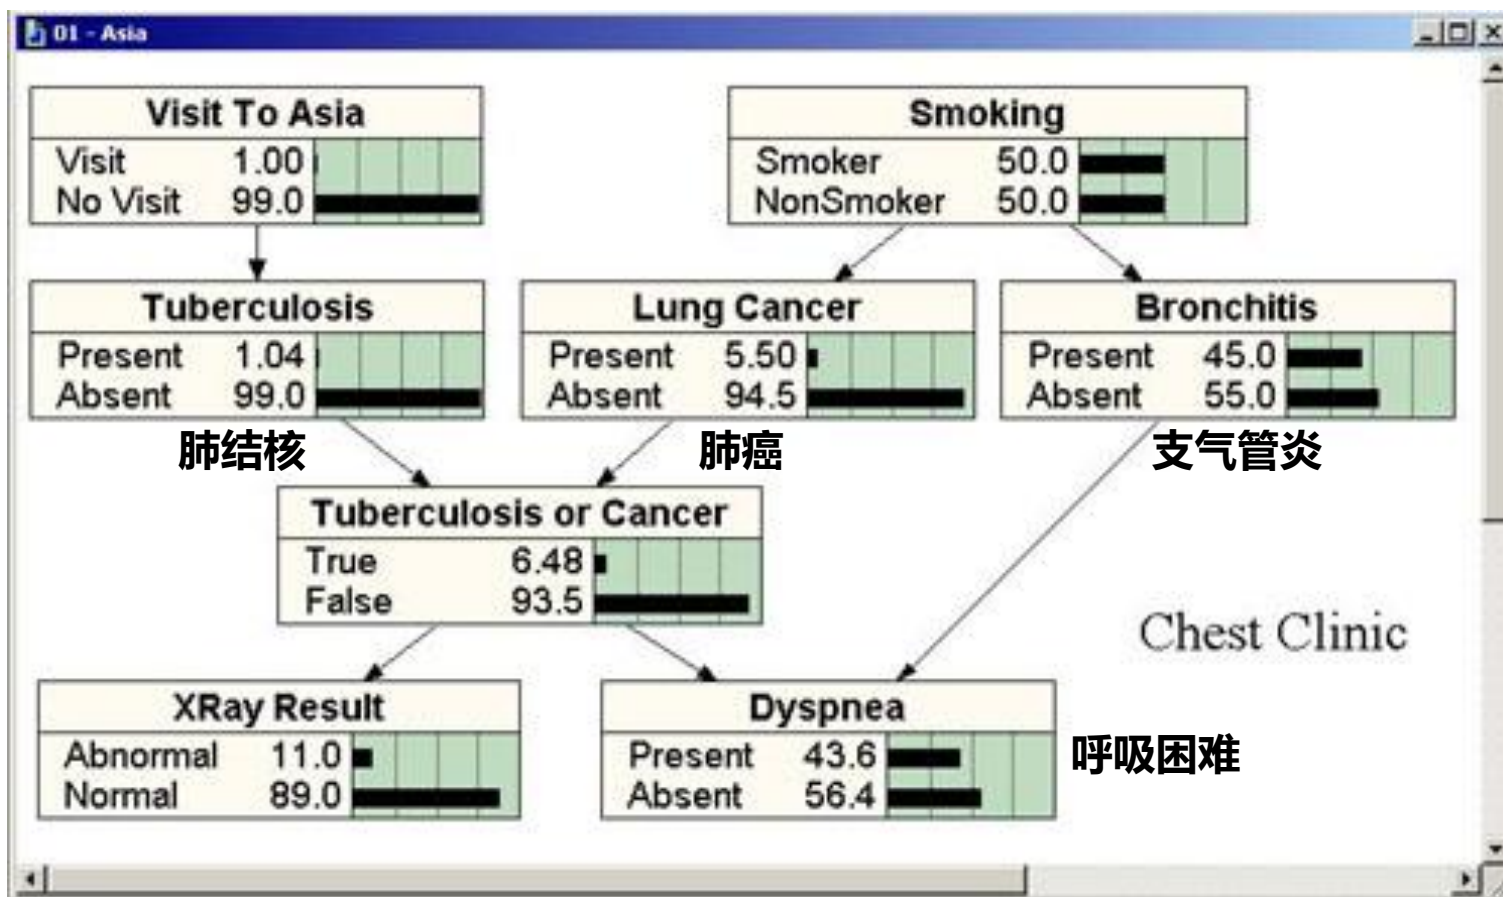 01 - Asia
Visit To Asia
Visit 1.00
No Visit 99.0
Smoking
Smoker 50.0
NonSmoker 50.0
Tuberculosis
Present 1.04
Absent 99.0
肺结核
Lung Cancer
Present 5.50
Absent 94.5
肺癌
Bronchitis
Present 45.0
Absent 55.0
支气管炎
Tuberculosis or Cancer
True 6.48
False 93.5
Chest Clinic
XRay Result
Abnormal 11.0
Normal 89.0
Dyspnea
Present 43.6
Absent 56.4
呼吸困难